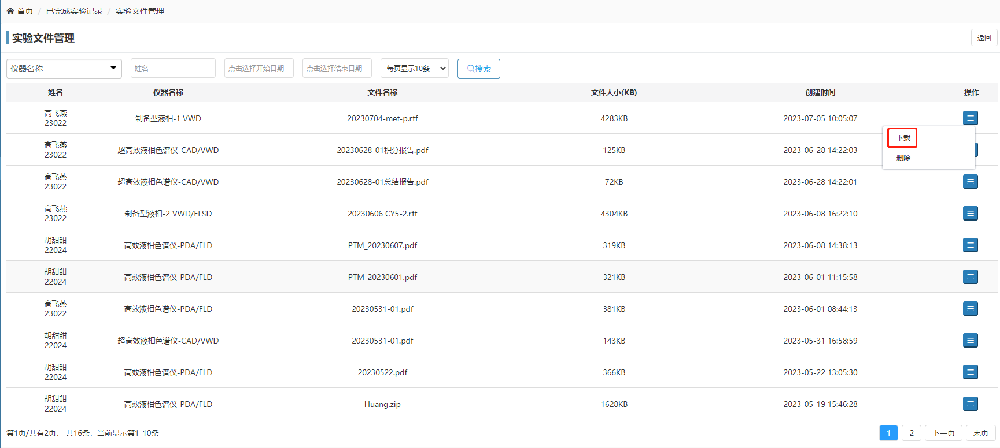 首页 / 已完成实验记录 / 实验文件管理
实验文件管理
返回
仪器名称 姓名 点击选择开始日期 点击选择结束日期 每页显示10条 搜索
姓名 仪器名称 文件名称 文件大小(KB) 创建时间 操作
高飞燕
23022 制备型液相-1 VWD 20230704-met-p.rtf 4283KB 2023-07-05 10:05:07
下载
删除
高飞燕
23022 超高效液相色谱仪-CAD/VWD 20230628-01积分报告.pdf 125KB 2023-06-28 14:22:03
高飞燕
23022 超高效液相色谱仪-CAD/VWD 20230628-01总结报告.pdf 72KB 2023-06-28 14:22:01
高飞燕
23022 制备型液相-2 VWD/ELSD 20230606 CY5-2.rtf 4304KB 2023-06-08 16:22:10
胡甜甜
22024 高效液相色谱仪-PDA/FLD PTM_20230607.pdf 319KB 2023-06-08 14:38:13
胡甜甜
22024 高效液相色谱仪-PDA/FLD PTM-20230601.pdf 321KB 2023-06-01 11:15:58
高飞燕
23022 高效液相色谱仪-PDA/FLD 20230531-01.pdf 381KB 2023-06-01 08:44:13
胡甜甜
22024 超高效液相色谱仪-CAD/VWD 20230531-01.pdf 143KB 2023-05-31 16:58:59
胡甜甜
22024 高效液相色谱仪-PDA/FLD 20230522.pdf 366KB 2023-05-22 13:05:30
胡甜甜
22024 高效液相色谱仪-PDA/FLD Huang.zip 1628KB 2023-05-19 15:46:28
第1页/共有2页， 共16条，当前显示第1-10条 1 2 下一页 末页